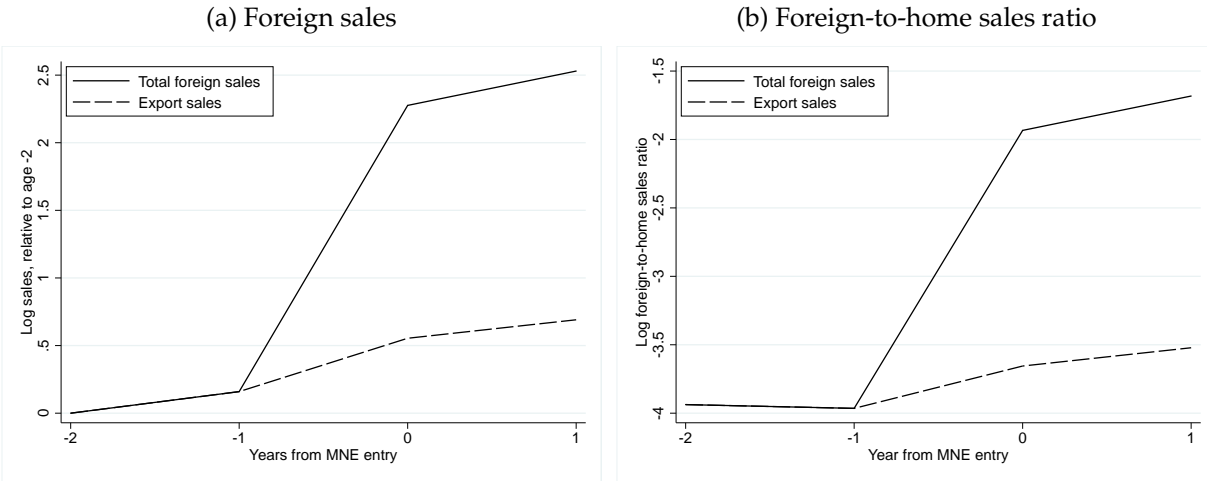 (a) Foreign sales
Total foreign sales
Export sales
Log sales, relative to age -2
2.5
2
1.5
1
.5
0
-2 -1 0 1
Years from MNE entry
(b) Foreign-to-home sales ratio
Total foreign sales
Export sales
Log foreign-to-home sales ratio
-1.5
-2
-2.5
-3
-3.5
-4
-2 -1 0 1
Year from MNE entry